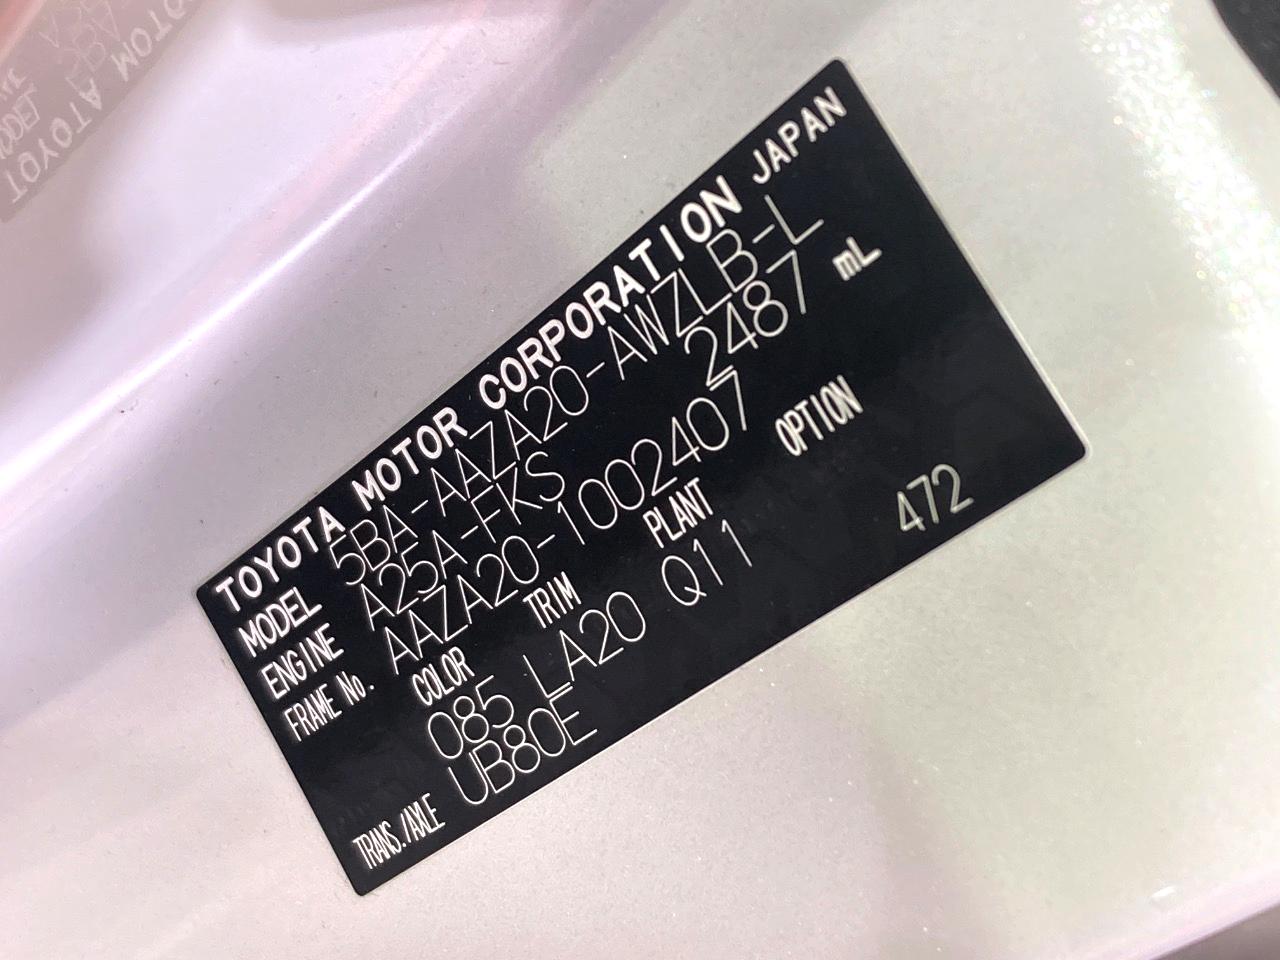 TOYOTA MOTOR CORPORATION JAPAN
MODEL 5BA-AAZA20-AWZLB-L
ENGINE A25A-FKS 2487 mL
FRAME No. AAZA20-1002407
COLOR TRIM PLANT OPTION
085 LA20 Q11 472
TRANS./AXLE UB80E